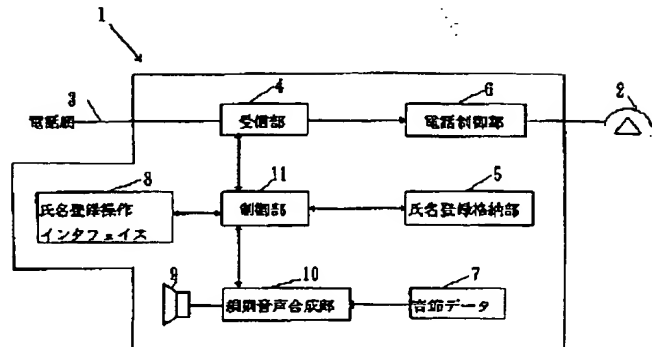 1
3
4
6
2
電話網
受信部
電話制御部
8
11
5
氏名登録操作
インタフェイス
制御部
氏名登録格納部
9
10
7
規則音声合成部
音節データ